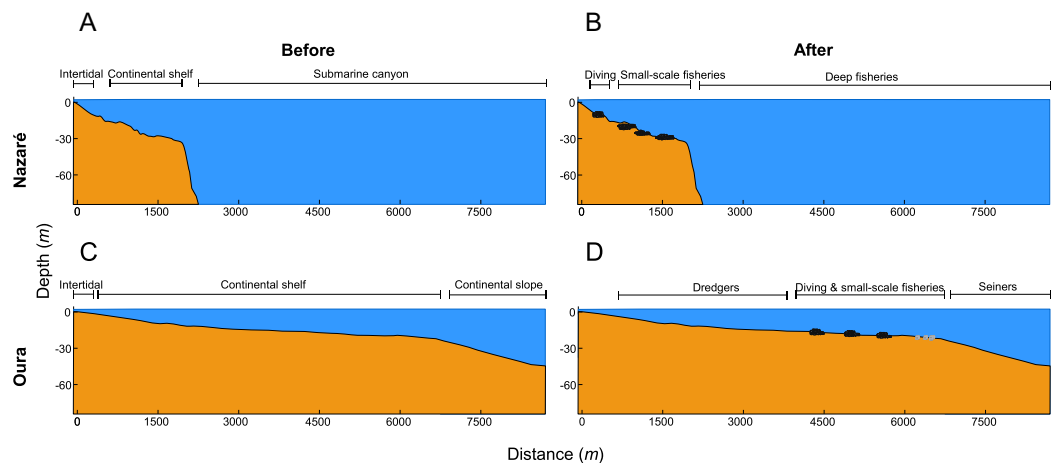 A
B
Before
After
Intertidal
Continental shelf
Submarine canyon
Diving
Small-scale fisheries
Deep fisheries
Nazaré
0
-30
-60
0
1500
3000
4500
6000
7500
0
-30
-60
0
1500
3000
4500
6000
7500
Depth (m)
C
D
Intertidal
Continental shelf
Continental slope
Dredgers
Diving & small-scale fisheries
Seiners
Oura
0
-30
-60
0
1500
3000
4500
6000
7500
0
-30
-60
0
1500
3000
4500
6000
7500
Distance (m)